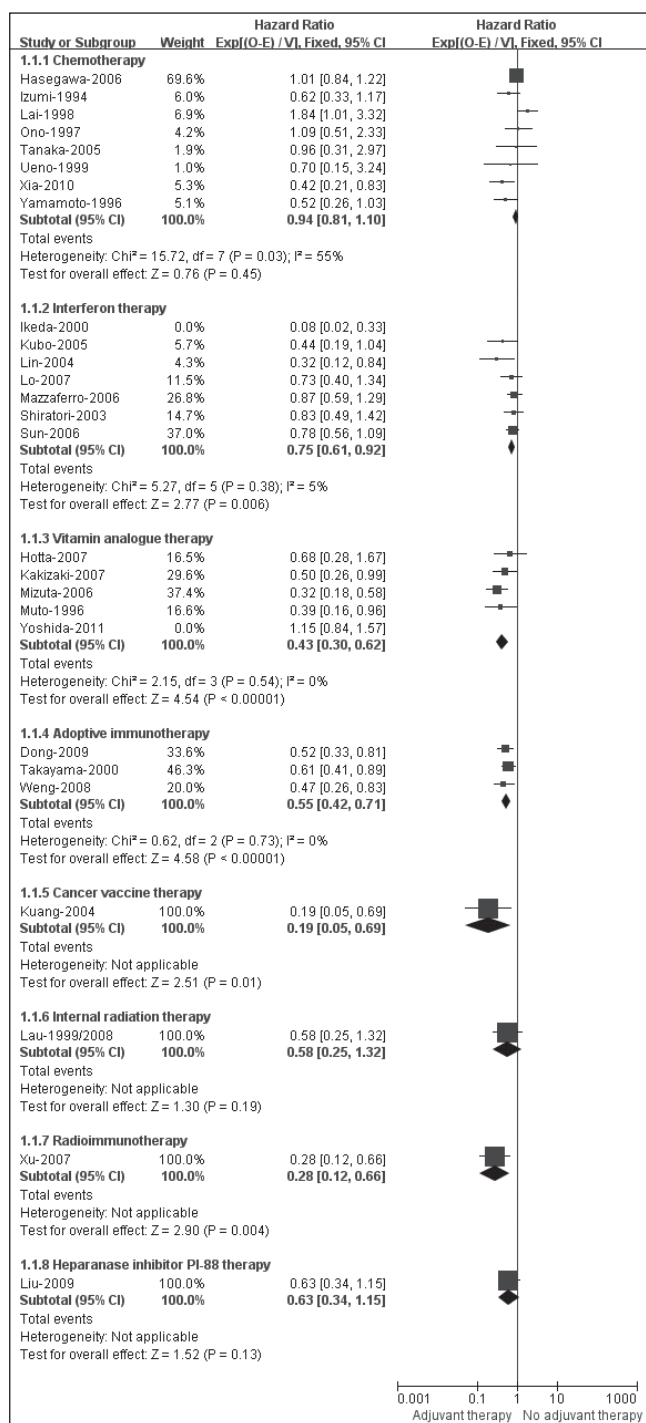 Hazard Ratio Hazard Ratio
Study or Subgroup Weight Exp[(O-E) / V], Fixed, 95% CI Exp[(O-E) / V], Fixed, 95% CI
1.1.1 Chemotherapy
Hasegawa-2006 69.6% 1.01 [0.84, 1.22]
Izumi-1994 6.0% 0.62 [0.33, 1.17]
Lai-1998 6.9% 1.84 [1.01, 3.32]
Ono-1997 4.2% 1.09 [0.51, 2.33]
Tanaka-2005 1.9% 0.96 [0.31, 2.97]
Ueno-1999 1.0% 0.70 [0.15, 3.24]
Xia-2010 5.3% 0.42 [0.21, 0.83]
Yamamoto-1996 5.1% 0.52 [0.26, 1.03]
Subtotal (95% CI) 100.0% 0.94 [0.81, 1.10]
Total events
Heterogeneity: Chi² = 15.72, df = 7 (P = 0.03); I² = 55%
Test for overall effect: Z = 0.76 (P = 0.45)
1.1.2 Interferon therapy
Ikeda-2000 0.0% 0.08 [0.02, 0.33]
Kubo-2005 5.7% 0.44 [0.19, 1.04]
Lin-2004 4.3% 0.32 [0.12, 0.84]
Lo-2007 11.5% 0.73 [0.40, 1.34]
Mazzaferro-2006 26.8% 0.87 [0.59, 1.29]
Shiratori-2003 14.7% 0.83 [0.49, 1.42]
Sun-2006 37.0% 0.78 [0.56, 1.09]
Subtotal (95% CI) 100.0% 0.75 [0.61, 0.92]
Total events
Heterogeneity: Chi² = 5.27, df = 5 (P = 0.38); I² = 5%
Test for overall effect: Z = 2.77 (P = 0.006)
1.1.3 Vitamin analogue therapy
Hotta-2007 16.5% 0.68 [0.28, 1.67]
Kakizaki-2007 29.6% 0.50 [0.26, 0.99]
Mizuta-2006 37.4% 0.32 [0.18, 0.58]
Muto-1996 16.6% 0.39 [0.16, 0.96]
Yoshida-2011 0.0% 1.15 [0.84, 1.57]
Subtotal (95% CI) 100.0% 0.43 [0.30, 0.62]
Total events
Heterogeneity: Chi² = 2.15, df = 3 (P = 0.54); I² = 0%
Test for overall effect: Z = 4.54 (P < 0.00001)
1.1.4 Adoptive immunotherapy
Dong-2009 33.6% 0.52 [0.33, 0.81]
Takayama-2000 46.3% 0.61 [0.41, 0.89]
Weng-2008 20.0% 0.47 [0.26, 0.83]
Subtotal (95% CI) 100.0% 0.55 [0.42, 0.71]
Total events
Heterogeneity: Chi² = 0.62, df = 2 (P = 0.73); I² = 0%
Test for overall effect: Z = 4.58 (P < 0.00001)
1.1.5 Cancer vaccine therapy
Kuang-2004 100.0% 0.19 [0.05, 0.69]
Subtotal (95% CI) 100.0% 0.19 [0.05, 0.69]
Total events
Heterogeneity: Not applicable
Test for overall effect: Z = 2.51 (P = 0.01)
1.1.6 Internal radiation therapy
Lau-1999/2008 100.0% 0.58 [0.25, 1.32]
Subtotal (95% CI) 100.0% 0.58 [0.25, 1.32]
Total events
Heterogeneity: Not applicable
Test for overall effect: Z = 1.30 (P = 0.19)
1.1.7 Radioimmunotherapy
Xu-2007 100.0% 0.28 [0.12, 0.66]
Subtotal (95% CI) 100.0% 0.28 [0.12, 0.66]
Total events
Heterogeneity: Not applicable
Test for overall effect: Z = 2.90 (P = 0.004)
1.1.8 Heparanase inhibitor PI-88 therapy
Liu-2009 100.0% 0.63 [0.34, 1.15]
Subtotal (95% CI) 100.0% 0.63 [0.34, 1.15]
Total events
Heterogeneity: Not applicable
Test for overall effect: Z = 1.52 (P = 0.13)
0.001 0.1 1 10 1000
Adjuvant therapy No adjuvant therapy